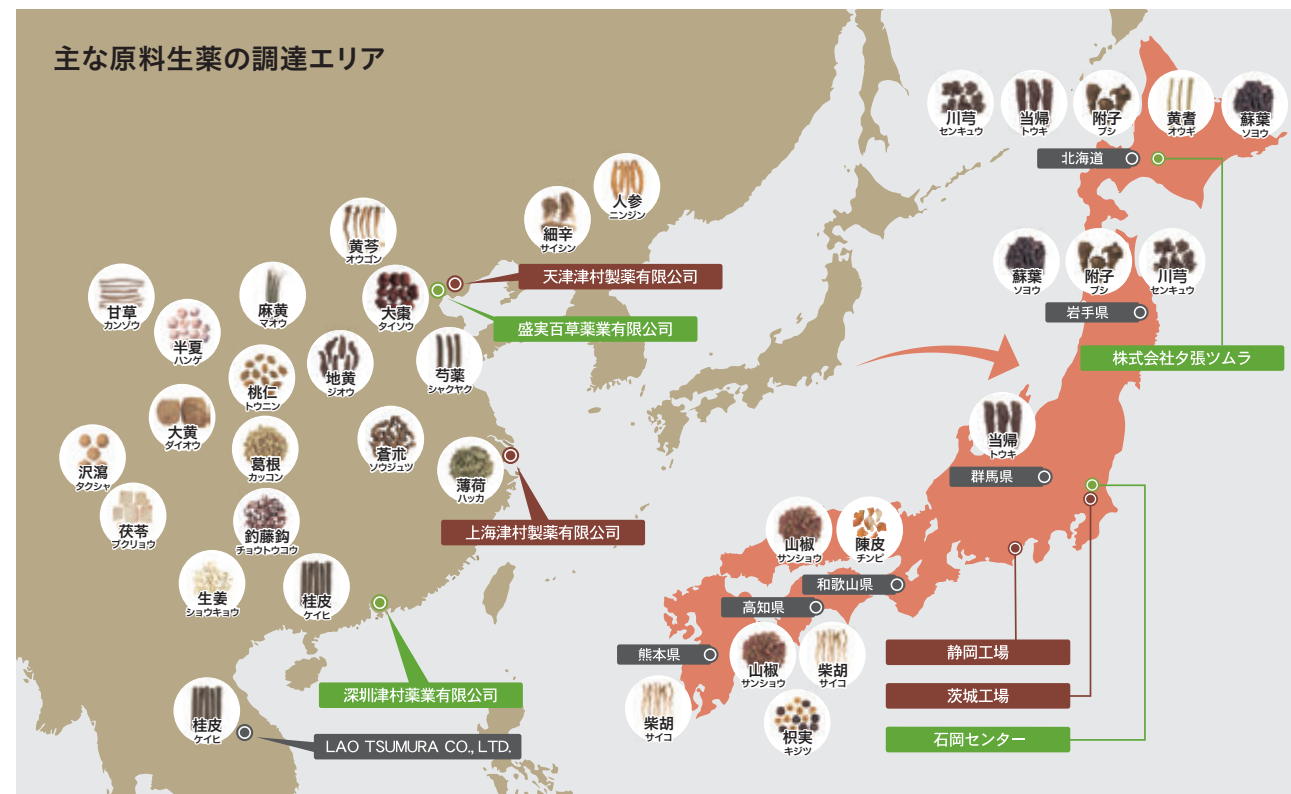 主な原料生薬の調達エリア
川芎
センキュウ
当帰
トウキ
附子
ブシ
黄耆
オウギ
蘇葉
ソヨウ
北海道
人参
ニンジン
細辛
サイシン
黄芩
オウゴン
蘇葉
ソヨウ
附子
ブシ
川芎
センキュウ
岩手県
天津津村製薬有限公司
盛実百草薬業有限公司
株式会社夕張ツムラ
甘草
カンゾウ
麻黄
マオウ
大棗
タイソウ
半夏
ハンゲ
桃仁
トウニン
地黄
ジオウ
芍薬
シャクヤク
大黄
ダイオウ
葛根
カッコン
蒼朮
ソウジュツ
薄荷
ハッカ
沢瀉
タクシャ
茯苓
ブクリョウ
釣藤鈎
チョウトウコウ
当帰
トウキ
群馬県
上海津村製薬有限公司
生姜
ショウキョウ
桂皮
ケイヒ
山椒
サンショウ
陳皮
チンピ
和歌山県
高知県
熊本県
山椒
サンショウ
柴胡
サイコ
柴胡
サイコ
枳実
キジツ
静岡工場
茨城工場
石岡センター
深圳津村薬業有限公司
桂皮
ケイヒ
LAO TSUMURA CO., LTD.